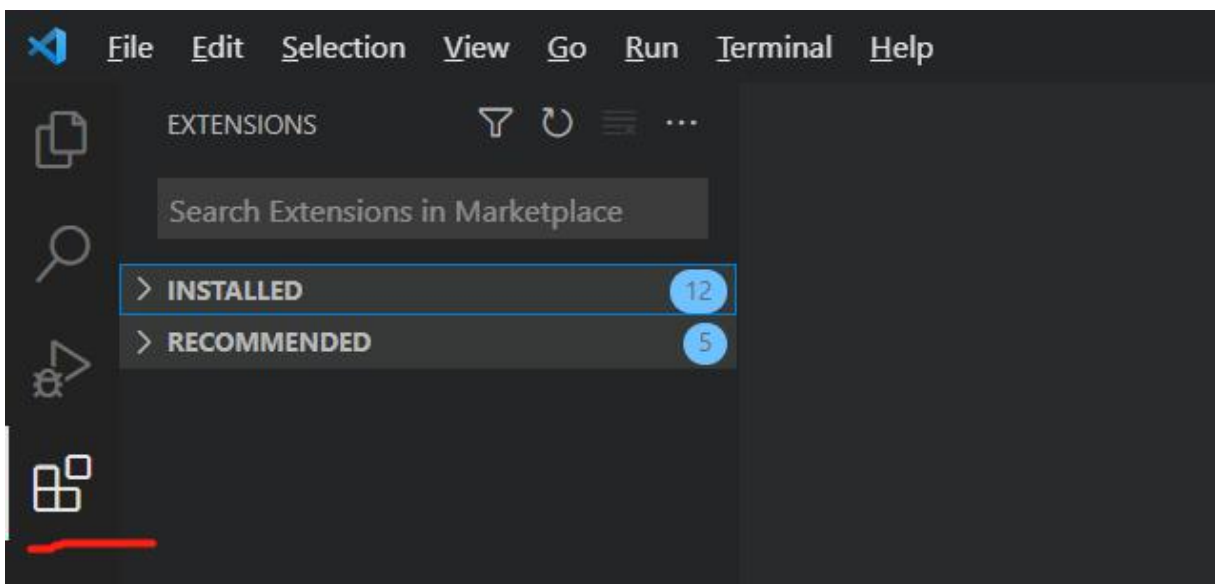 File Edit Selection View Go Run Terminal Help
EXTENSIONS
Search Extensions in Marketplace
INSTALLED 12
RECOMMENDED 5